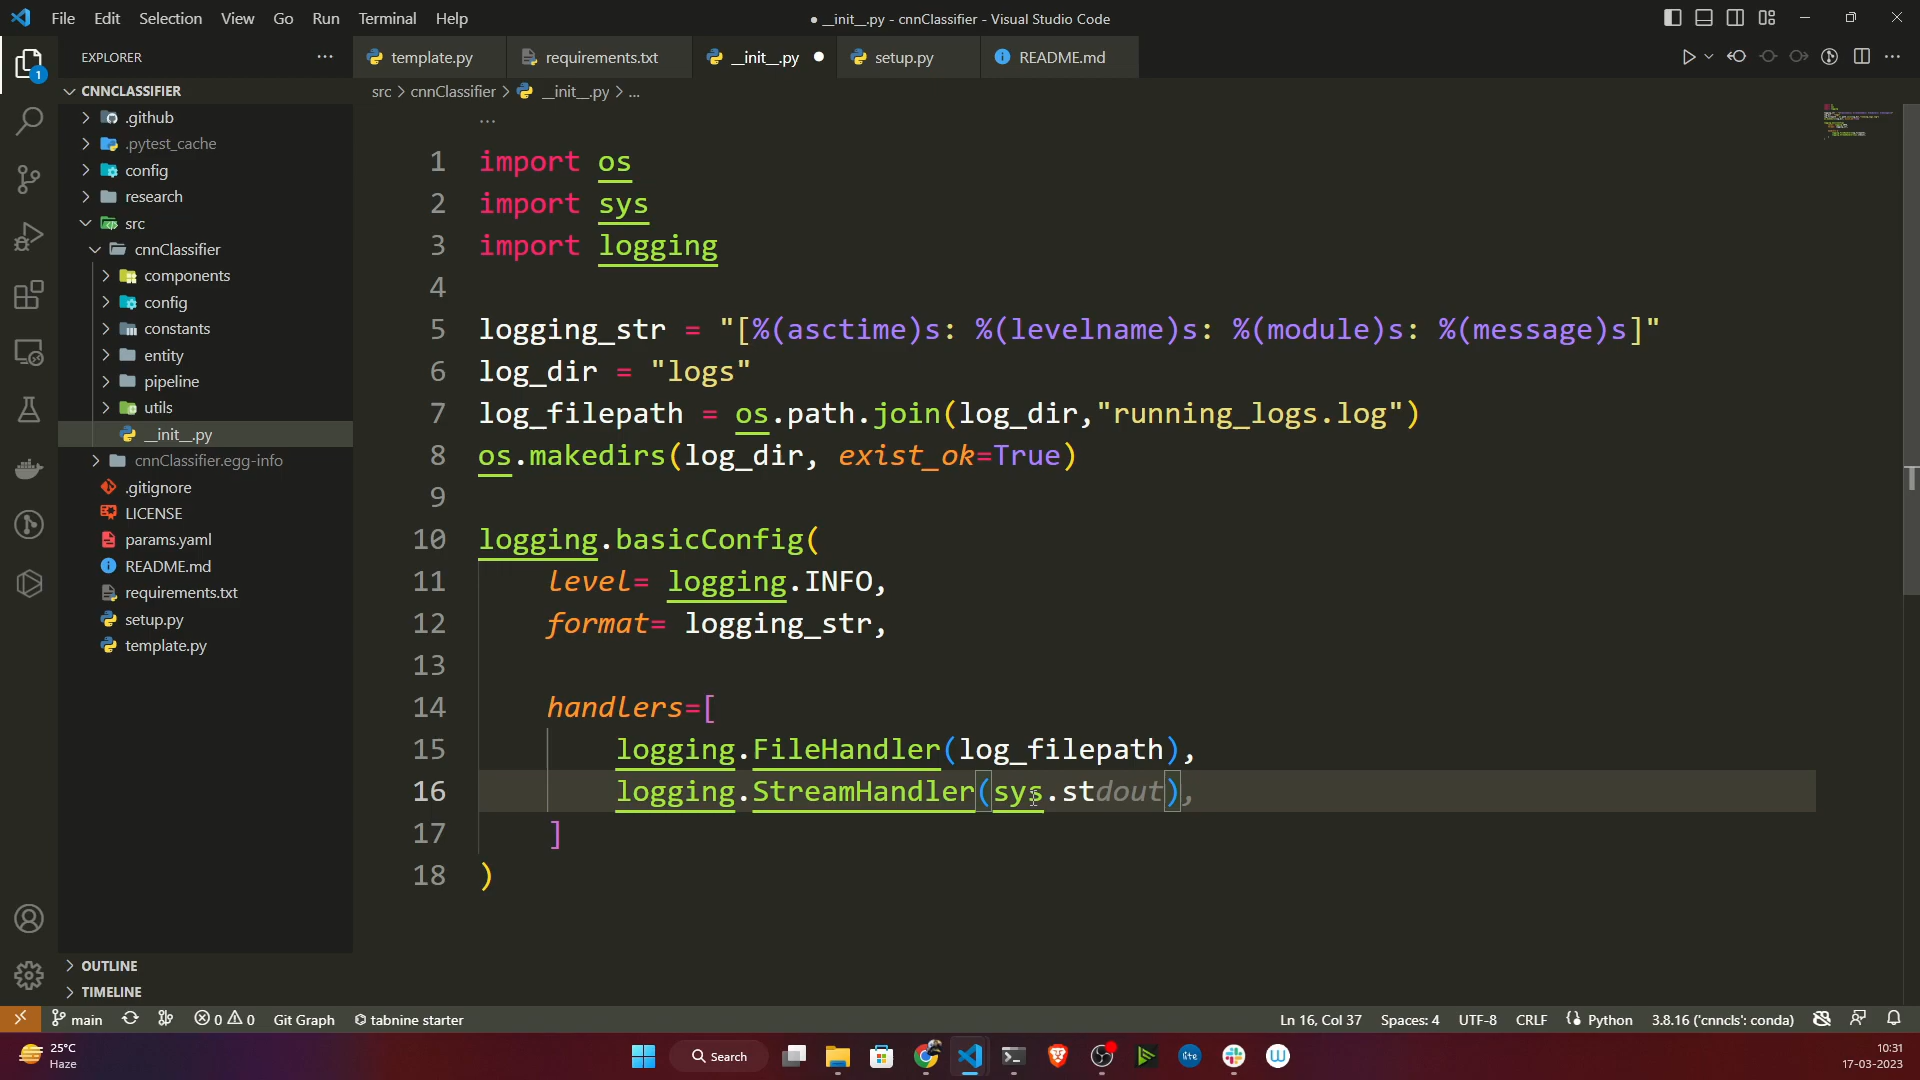 File Edit Selection View Go Run Terminal Help
● __init__.py - cnnClassifier - Visual Studio Code
EXPLORER
template.py
requirements.txt
__init__.py
setup.py
README.md
CNNCLASSIFIER
src > cnnClassifier > __init__.py > ...
.github
.pytest_cache
config
research
src
cnnClassifier
components
config
constants
entity
pipeline
utils
__init__.py
cnnClassifier.egg-info
.gitignore
LICENSE
params.yaml
README.md
requirements.txt
setup.py
template.py
OUTLINE
TIMELINE
1
...
1 import os
2 import sys
3 import logging
4
5 logging_str = "[%(asctime)s: %(levelname)s: %(module)s: %(message)s]"
6 log_dir = "logs"
7 log_filepath = os.path.join(log_dir,"running_logs.log")
8 os.makedirs(log_dir, exist_ok=True)
9
10 logging.basicConfig(
11 level= logging.INFO,
12 format= logging_str,
13
14 handlers=[
15 logging.FileHandler(log_filepath),
16 logging.StreamHandler(sys.stdout),
17 ]
18 )
main 0 0 Git Graph tabnine starter
Ln 16, Col 37 Spaces: 4 UTF-8 CRLF Python 3.8.16 ('cnncls': conda)
25°C
Haze
Search
lite
10:31
17-03-2023